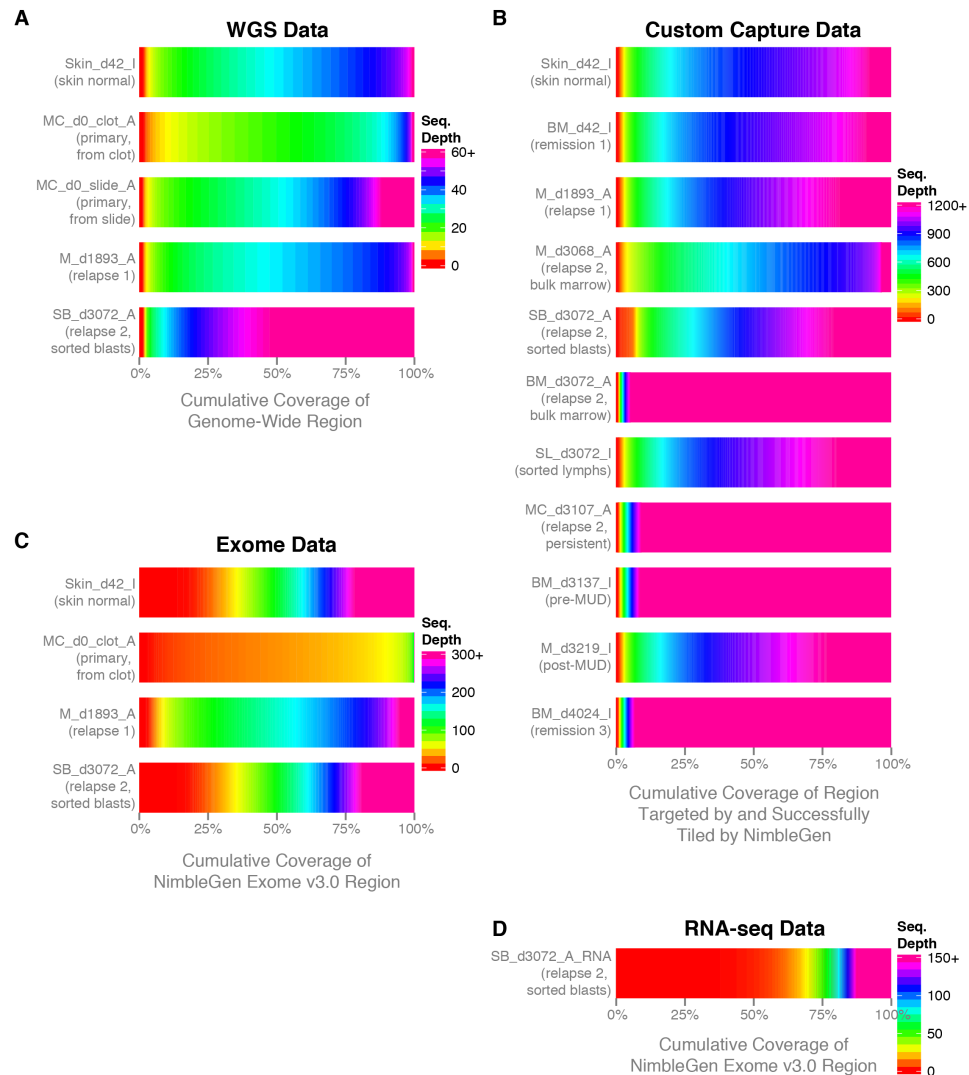 A
WGS Data
Skin_d42_I
(skin normal)
MC_d0_clot_A
(primary,
from clot)
MC_d0_slide_A
(primary,
from slide)
M_d1893_A
(relapse 1)
SB_d3072_A
(relapse 2,
sorted blasts)
0% 25% 50% 75% 100%
Cumulative Coverage of
Genome-Wide Region
Seq.
Depth
60+
40
20
0
B
Custom Capture Data
Skin_d42_I
(skin normal)
BM_d42_I
(remission 1)
M_d1893_A
(relapse 1)
M_d3068_A
(relapse 2,
bulk marrow)
SB_d3072_A
(relapse 2,
sorted blasts)
BM_d3072_A
(relapse 2,
bulk marrow)
SL_d3072_I
(sorted lymphs)
MC_d3107_A
(relapse 2,
persistent)
BM_d3137_I
(pre-MUD)
M_d3219_I
(post-MUD)
BM_d4024_I
(remission 3)
0% 25% 50% 75% 100%
Cumulative Coverage of Region
Targeted by and Successfully
Tiled by NimbleGen
Seq.
Depth
1200+
900
600
300
0
C
Exome Data
Skin_d42_I
(skin normal)
MC_d0_clot_A
(primary,
from clot)
M_d1893_A
(relapse 1)
SB_d3072_A
(relapse 2,
sorted blasts)
0% 25% 50% 75% 100%
Cumulative Coverage of
NimbleGen Exome v3.0 Region
Seq.
Depth
300+
200
100
0
D
RNA-seq Data
SB_d3072_A_RNA
(relapse 2,
sorted blasts)
0% 25% 50% 75% 100%
Cumulative Coverage of
NimbleGen Exome v3.0 Region
Seq.
Depth
150+
100
50
0